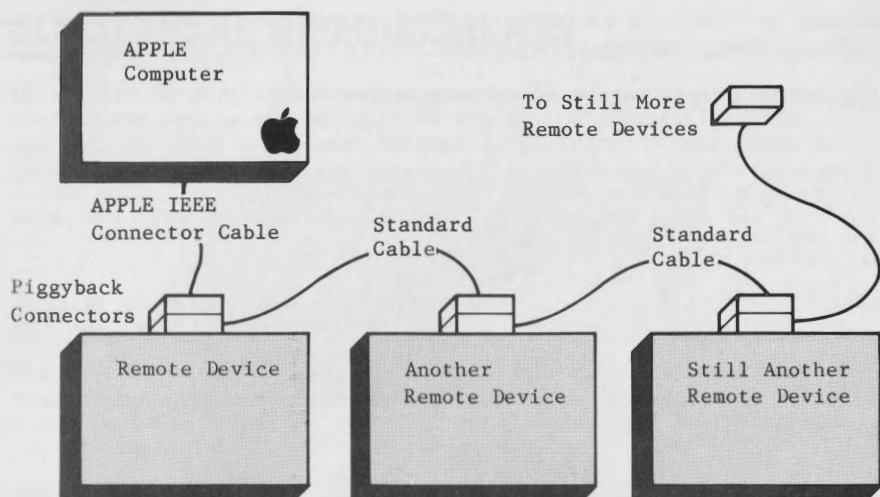 APPLE
Computer
To Still More
Remote Devices
APPLE IEEE
Connector Cable
Standard
Cable
Standard
Cable
Piggyback
Connectors
Remote Device
Another
Remote Device
Still Another
Remote Device